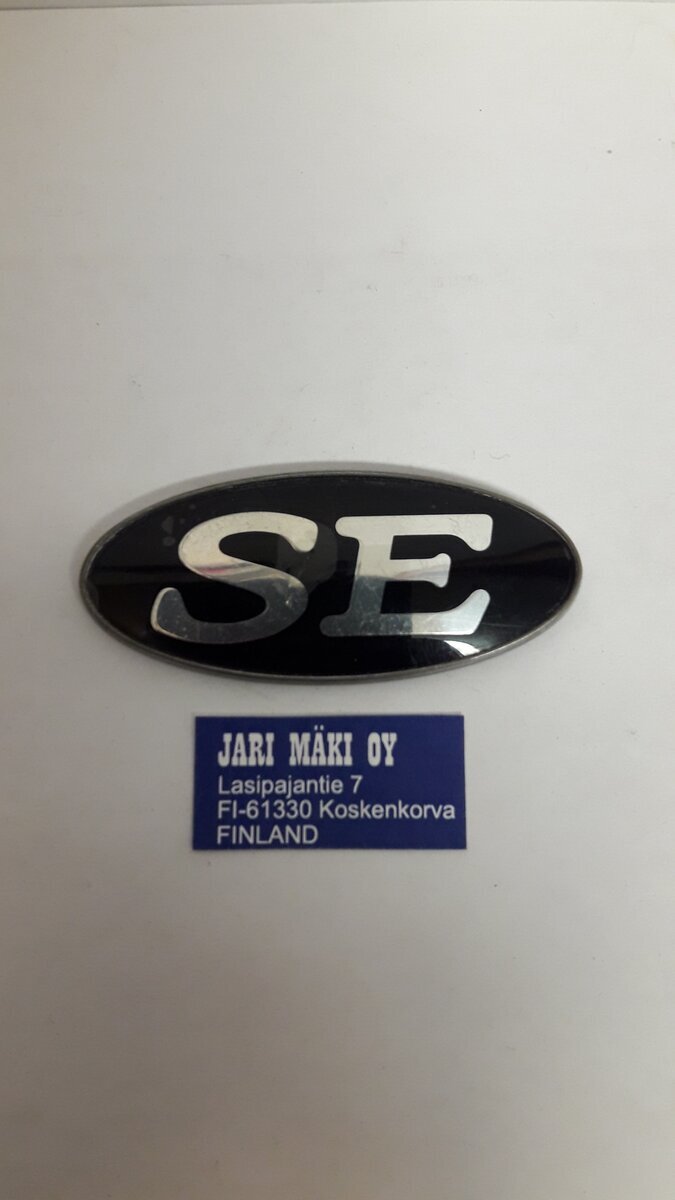 SE
JARI MÄKI OY
Lasipajantie 7
FI-61330 Koskenkorva
FINLAND